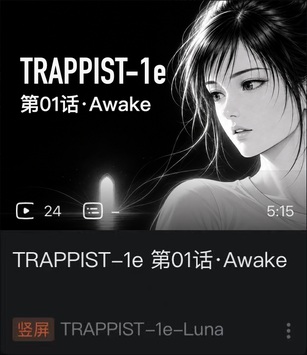 TRAPPIST-1e
第01话·Awake
24
–
5:15
TRAPPIST-1e 第01话·Awake
竖屏 TRAPPIST-1e-Luna